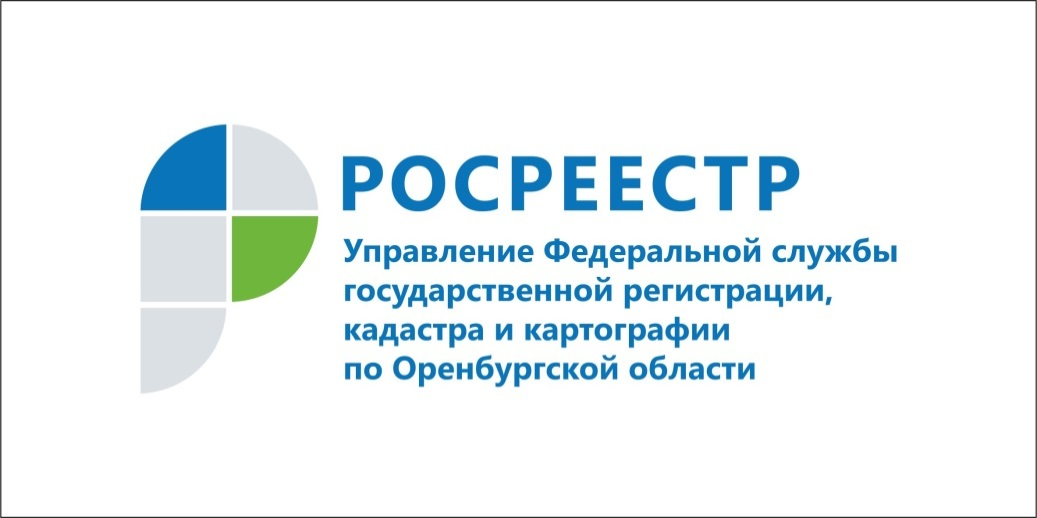 РОСРЕЕСТР
Управление Федеральной службы
государственной регистрации,
кадастра и картографии
по Оренбургской области